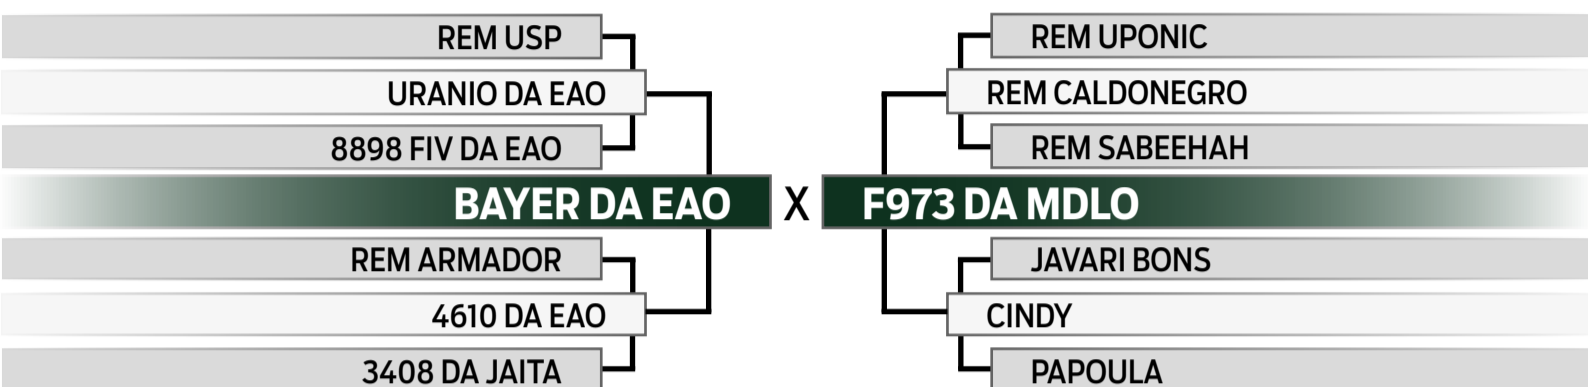 REM USP
REM UPONIC
URANIO DA EAO
REM CALDONEGRO
8898 FIV DA EAO
REM SABEEHAH
BAYER DA EAO X F973 DA MDLO
REM ARMADOR
JAVARI BONS
4610 DA EAO
CINDY
3408 DA JAITA
PAPOULA